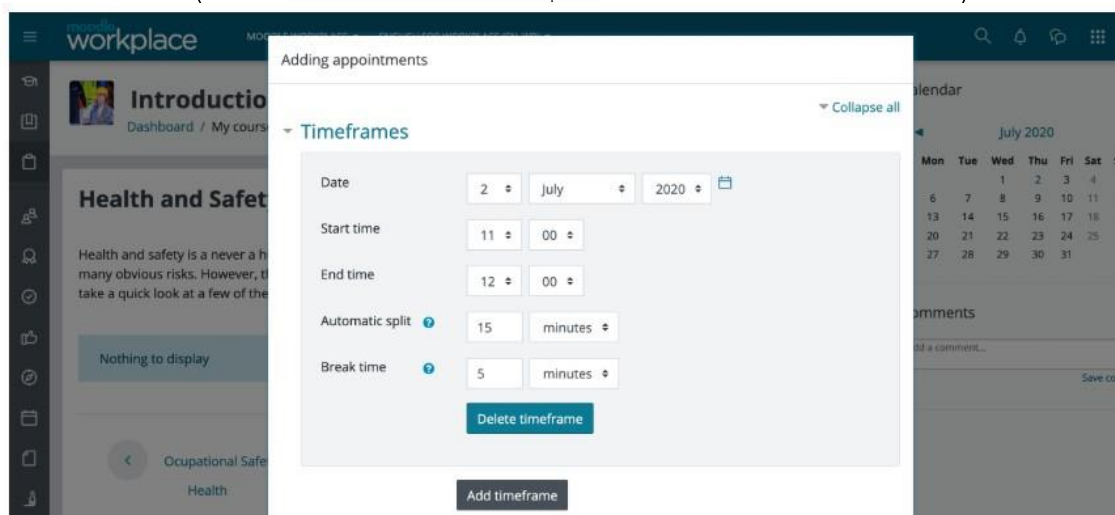 moodle
workplace
Adding appointments
Introductio
Dashboard / My cours
Collapse all
Timeframes
Date
2 July 2020
Start time
11 00
End time
12 00
Automatic split
15 minutes
Break time
5 minutes
Delete timeframe
Add timeframe
Health and Safet
Health and safety is a never a h
many obvious risks. However, t
take a quick look at a few of the
Nothing to display
Ocupational Safe
Health
alendar
July 2020
Mon Tue Wed Thu Fri Sat
1 2 3 4
6 7 8 9 10 11
13 14 15 16 17 18
20 21 22 23 24 25
27 28 29 30 31
omments
dd a comment...
Save co